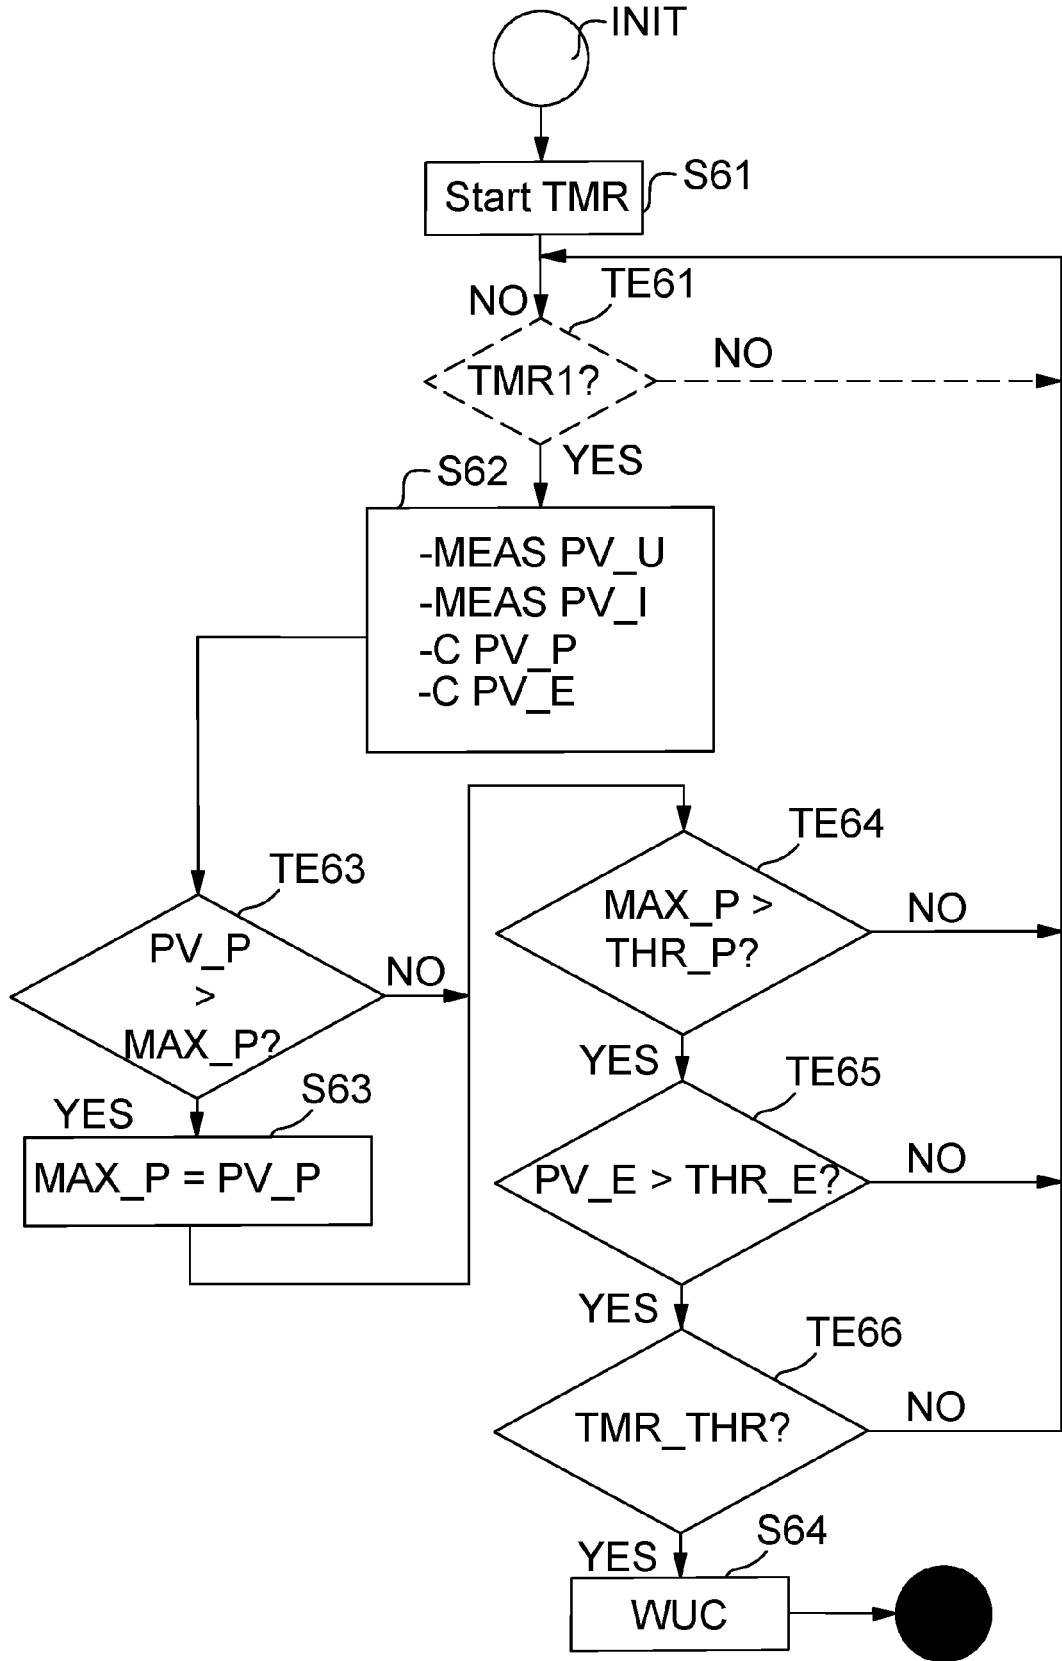 INIT
Start TMR
S61
NO
TE61
TMR1?
NO
YES
S62
-MEAS PV_U
-MEAS PV_I
-C PV_P
-C PV_E
TE63
PV_P
>
MAX_P?
NO
YES
S63
MAX_P = PV_P
TE64
MAX_P >
THR_P?
NO
YES
TE65
PV_E > THR_E?
NO
YES
TE66
TMR_THR?
NO
YES
S64
WUC